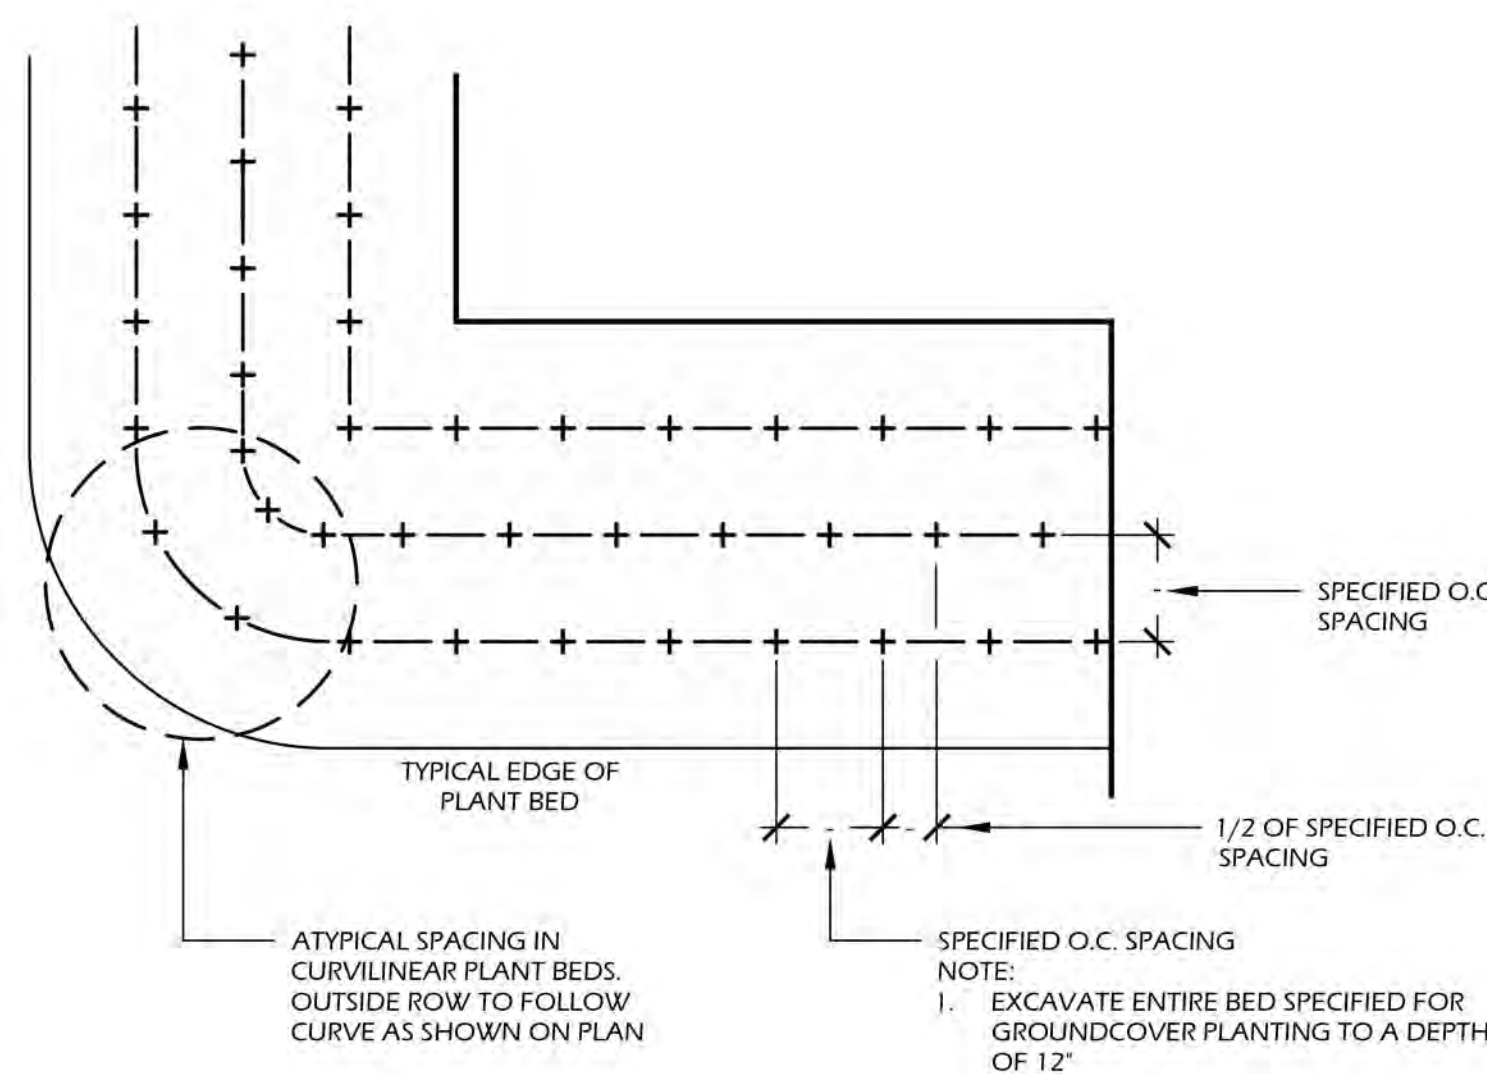 SPECIFIED O.C
SPACING
TYPICAL EDGE OF
PLANT BED
1/2 OF SPECIFIED O.C.
SPACING
ATYPICAL SPACING IN
CURVILINEAR PLANT BEDS.
OUTSIDE ROW TO FOLLOW
CURVE AS SHOWN ON PLAN
SPECIFIED O.C. SPACING
NOTE:
1. EXCAVATE ENTIRE BED SPECIFIED FOR
GROUNDCOVER PLANTING TO A DEPTH
OF 12"